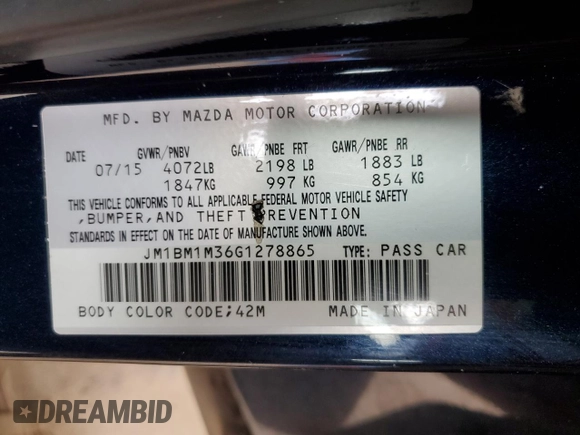 MFD. BY MAZDA MOTOR CORPORATION
DATE GVWR/PNBV GAWR/PNBE FRT GAWR/PNBE RR
07/15 4072LB 2198 LB 1883 LB
1847KG 997 KG 854 KG
THIS VEHICLE CONFORMS TO ALL APPLICABLE FEDERAL MOTOR VEHICLE SAFETY
,BUMPER,AND THEFT PREVENTION
STANDARDS IN EFFECT ON THE DATE OF MANUFACTURE SHOWN ABOVE.
JM1BM1M36G1278865 TYPE: PASS CAR
BODY COLOR CODE;42M MADE IN JAPAN
DREAMBID